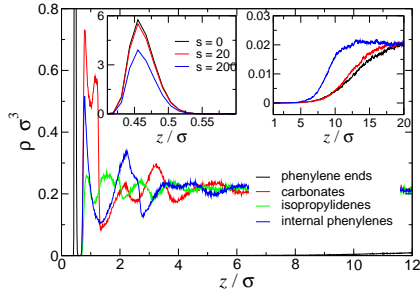 0.8
0.6
0.4
0.2
0
ρ σ³
0 2 4 6 8 10 12
z / σ
6
3
0
0.45 0.5 0.55
z / σ
s = 0
s = 20
s = 200
0.03
0.02
0.01
0.00
1 5 10 15 20
z / σ
phenylene ends
carbonates
isopropylidenes
internal phenylenes